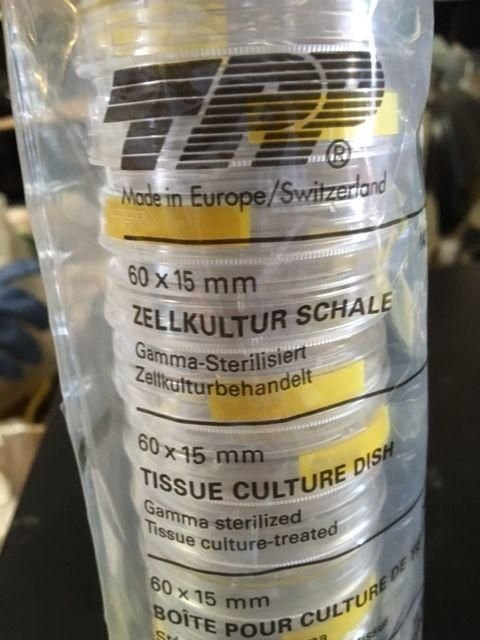 TPP®
Made in Europe/Switzerland
60 x 15 mm
ZELLKULTUR SCHALE
Gamma-Sterilisiert
Zellkulturbehandelt
60 x 15 mm
TISSUE CULTURE DISH
Gamma sterilized
Tissue culture-treated
60 x 15 mm
BOÎTE POUR CULTURE DE